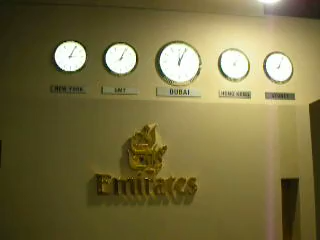 NEW YORK
GMT
DUBAI
HONG KONG
SYDNEY
Emirates